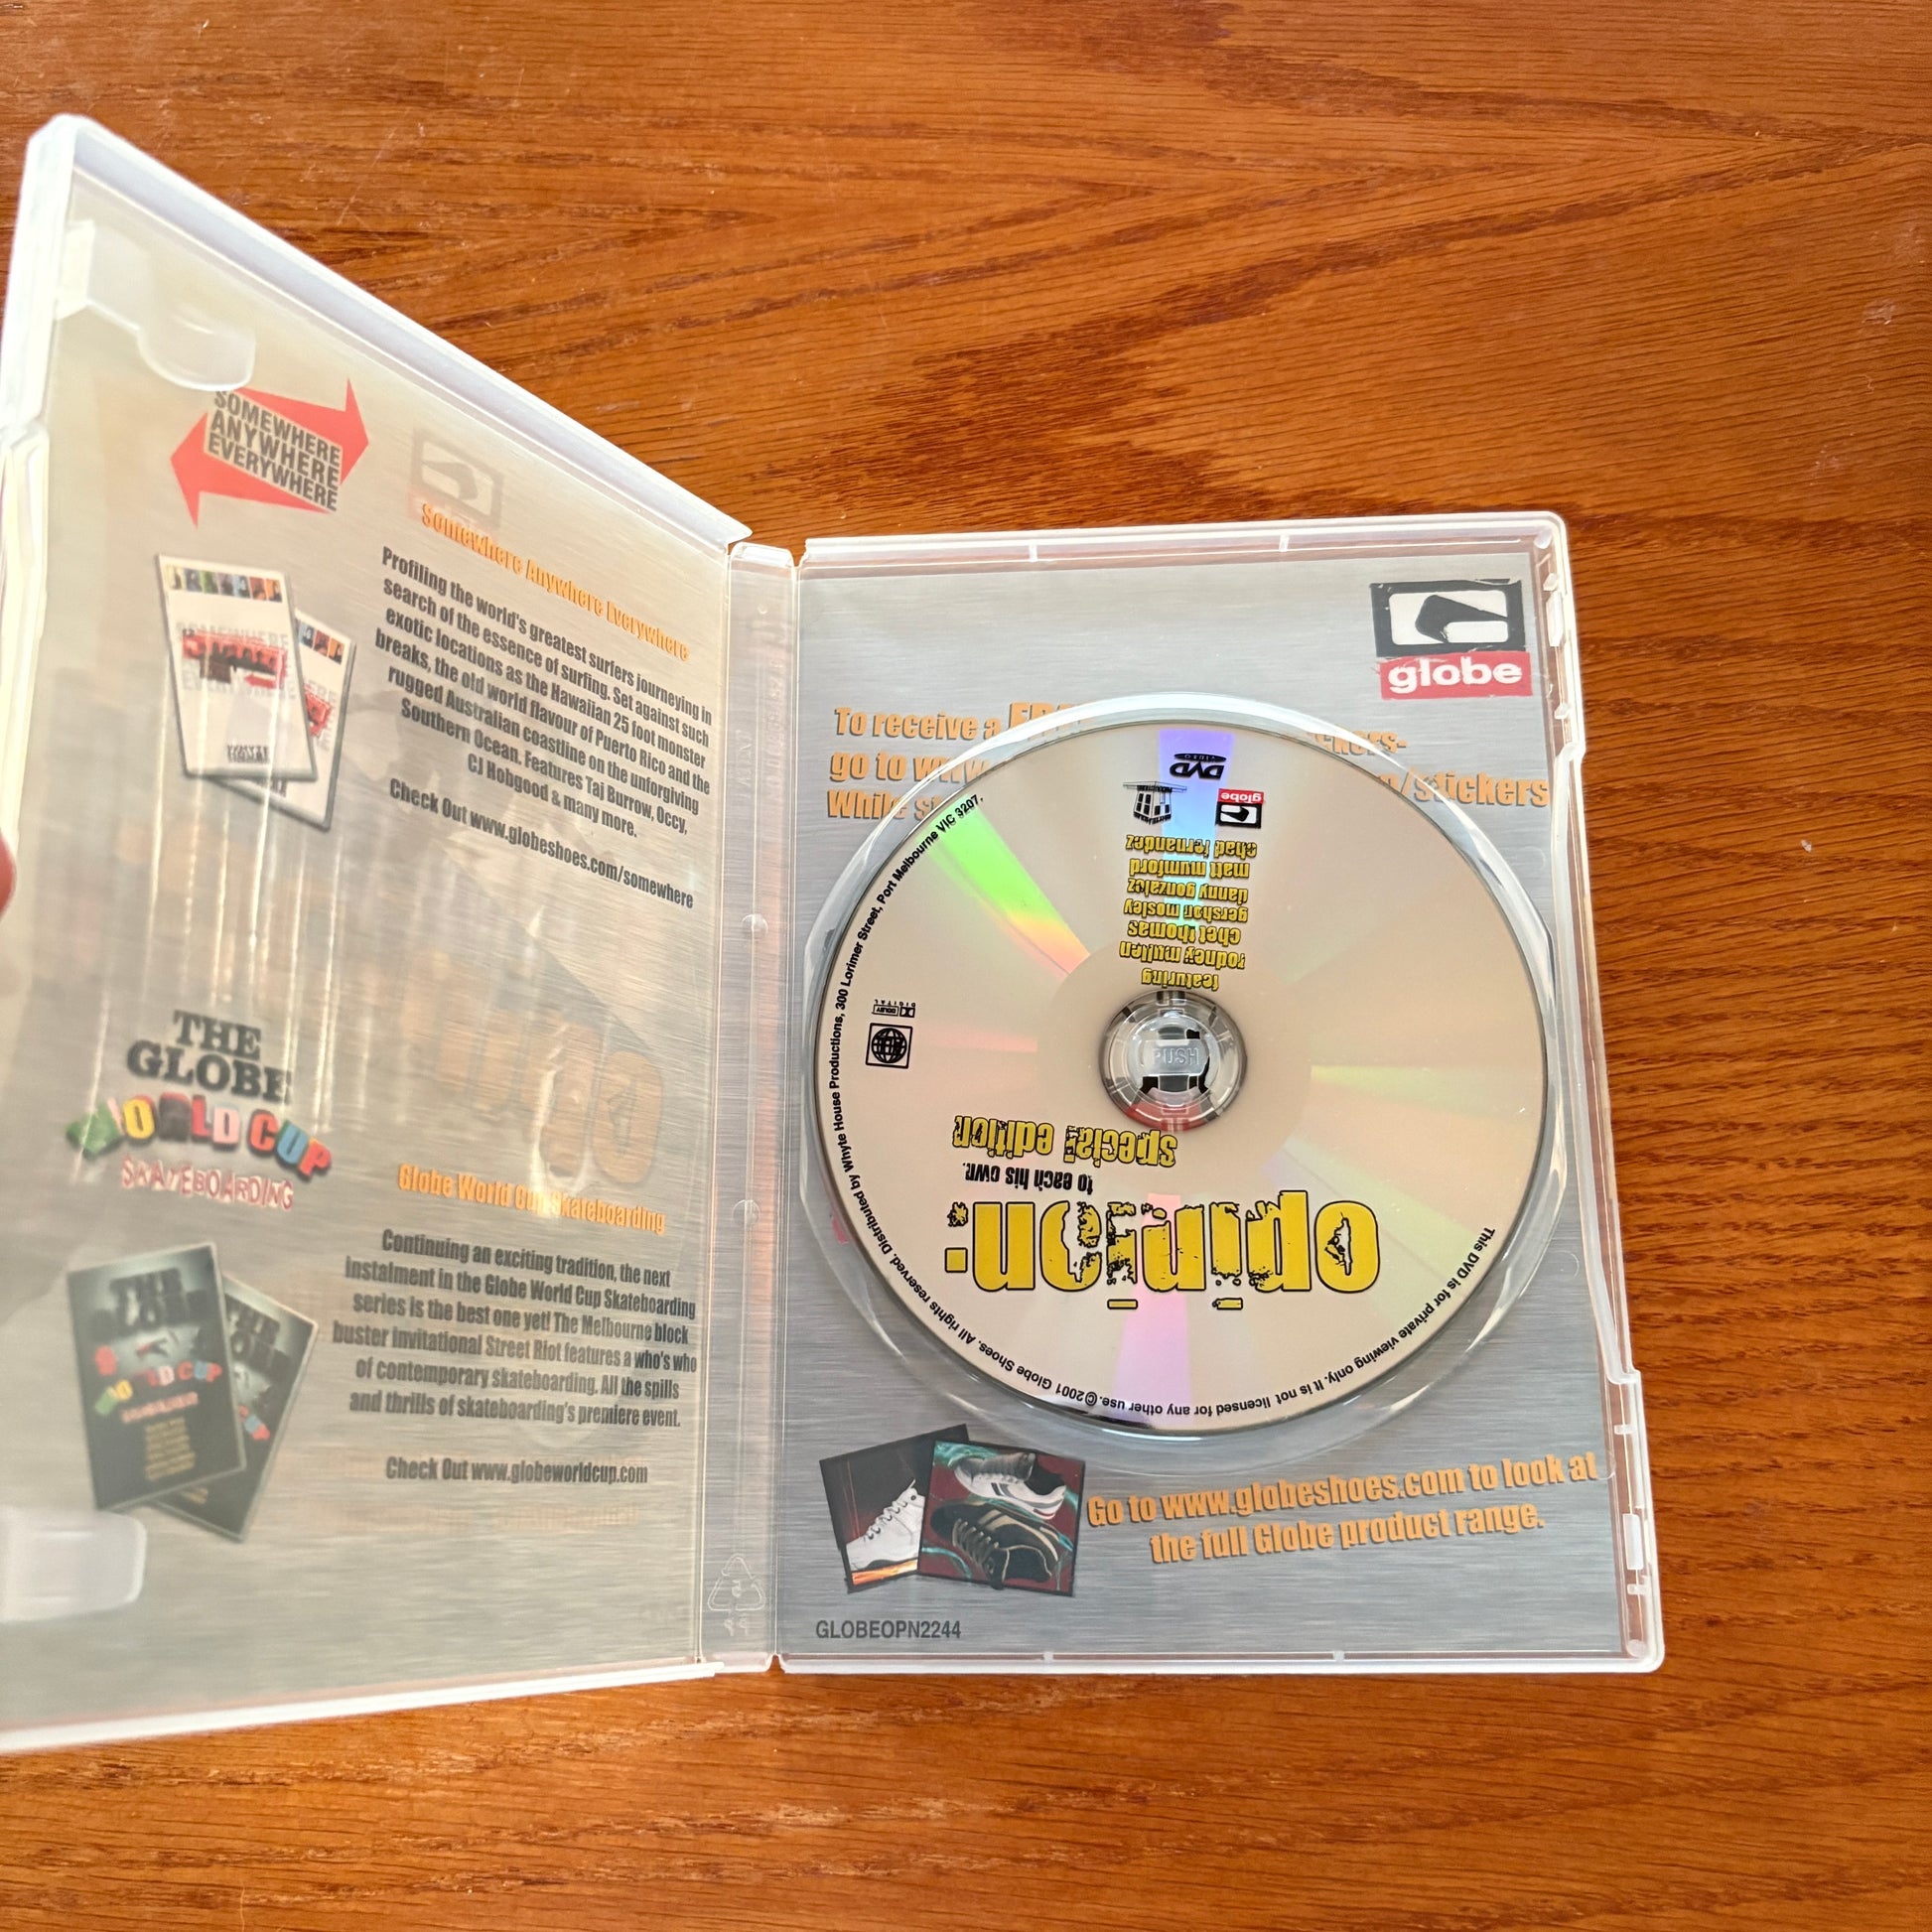 SOMEWHERE
ANYWHERE
EVERYWHERE
Somewhere Anywhere Everywhere
Profiling the world's greatest surfers journeying in
search of the essence of surfing. Set against such
exotic locations as the Hawaiian 25 foot monster
breaks, the old world flavour of Puerto Rico and the
rugged Australian coastline on the unforgiving
Southern Ocean. Features Taj Burrow, Occy,
CJ Hobgood & many more.
Check Out www.globeshoes.com/somewhere
THE
GLOBE
WORLD CUP
SKATEBOARDING
Globe World Cup Skateboarding
Continuing an exciting tradition, the next
instalment in the Globe World Cup Skateboarding
series is the best one yet! The Melbourne block
buster invitational Street Riot features a who's who
of contemporary skateboarding. All the spills
and thrills of skateboarding's premiere event.
Check Out www.globeworldcup.com
globe
To receive a
go to
While
/stickers
opinion:
to each his own.
special edition
PUSH
featuring
rodney mullen
chet thomas
gershon mosley
danny gonzalez
matt mumford
chad fernandez
globe
DVD
VIDEO
DOLBY
DIGITAL
This DVD is for private viewing only. It is not licensed for any other use. ©2001 Globe Shoes. All rights reserved. Distributed by Whyte House Productions, 300 Lorimer Street, Port Melbourne VIC 3207.
Go to www.globeshoes.com to look at
the full Globe product range.
GLOBEOPN2244